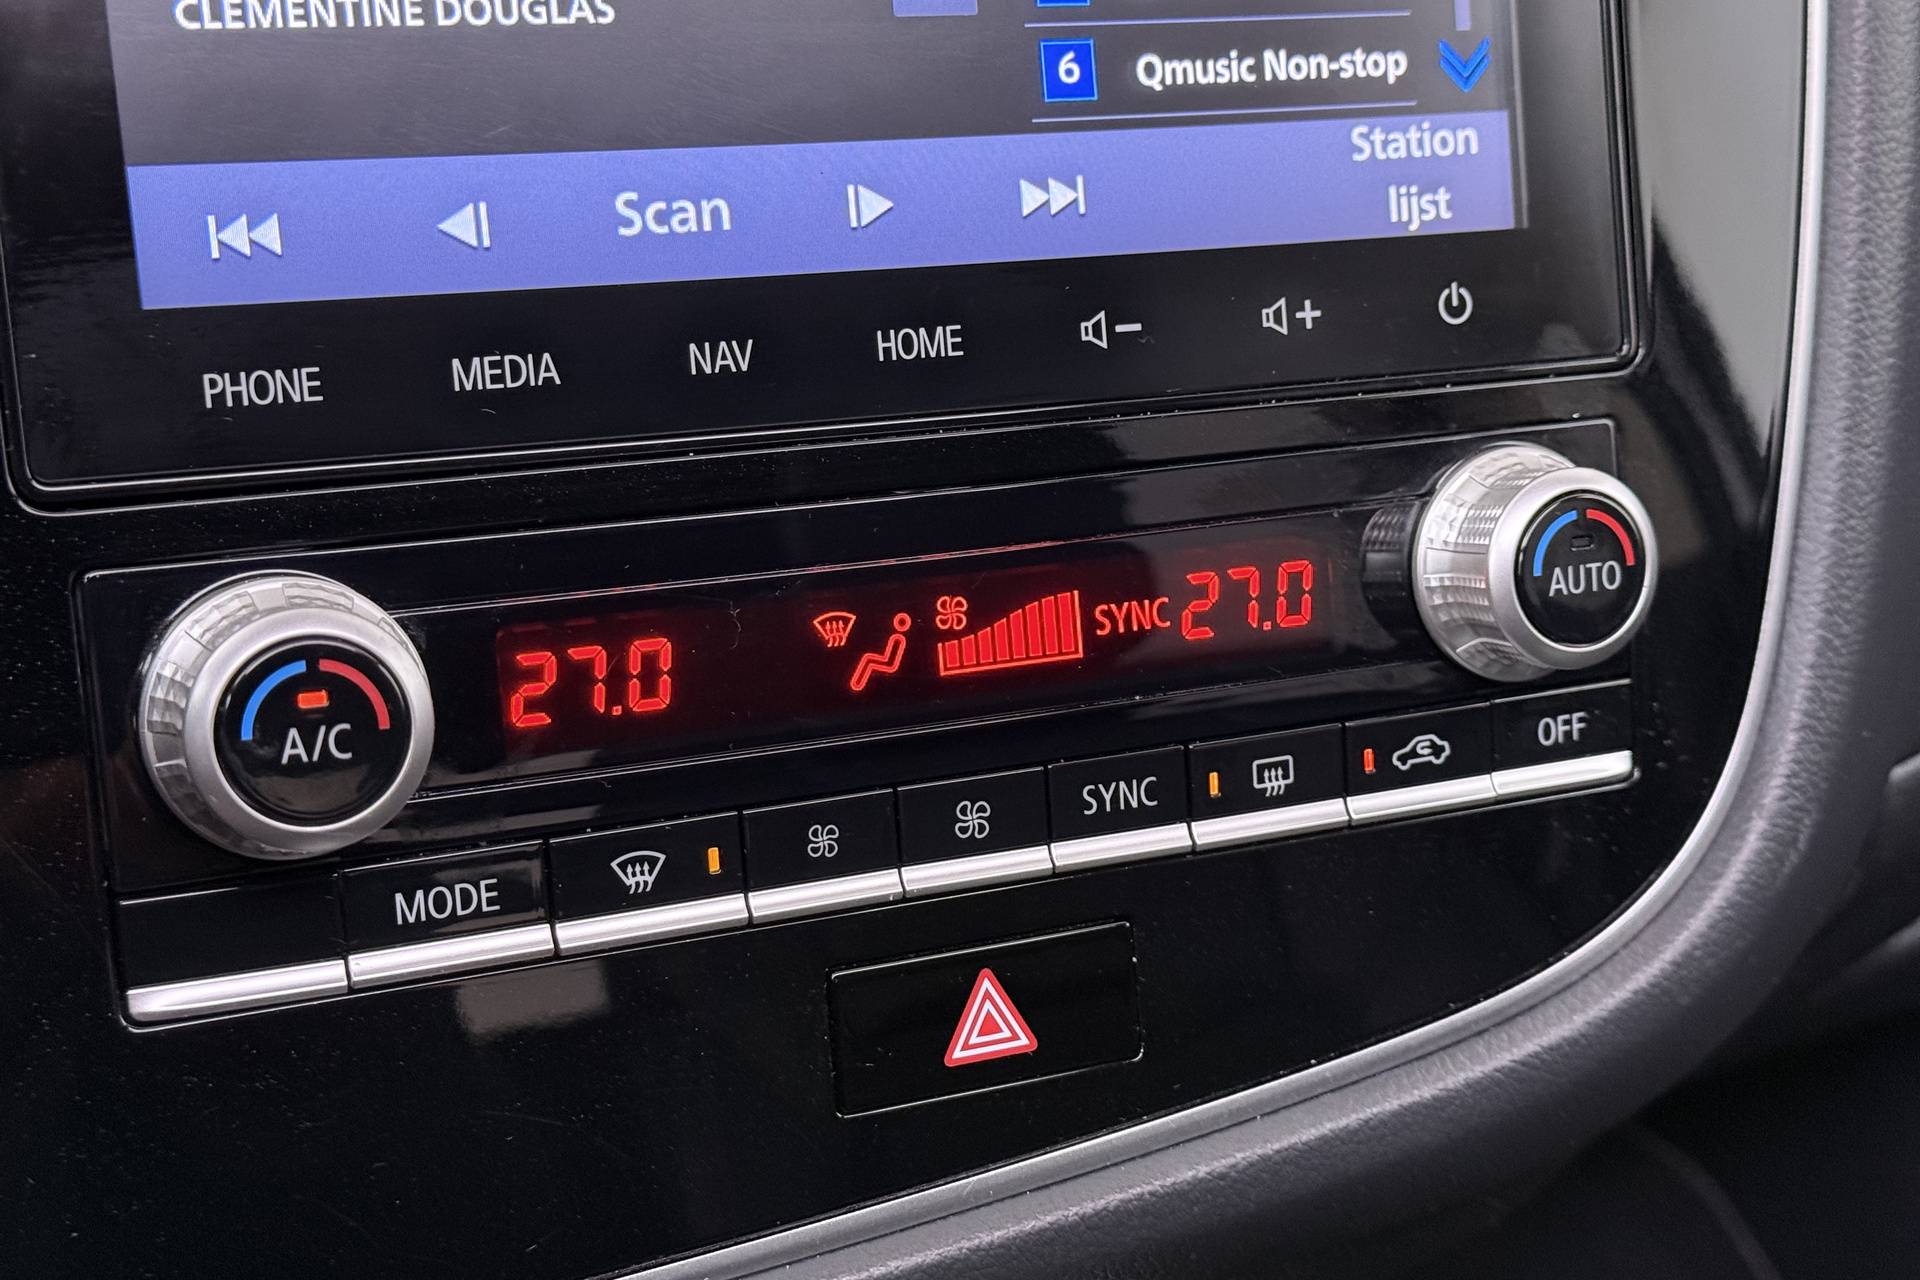 CLEMENTINE DOUGLAS
6 Qmusic Non-stop
Scan
Station
lijst
PHONE MEDIA NAV HOME
A/C
27.0
SYNC 27.0
AUTO
MODE
SYNC
OFF